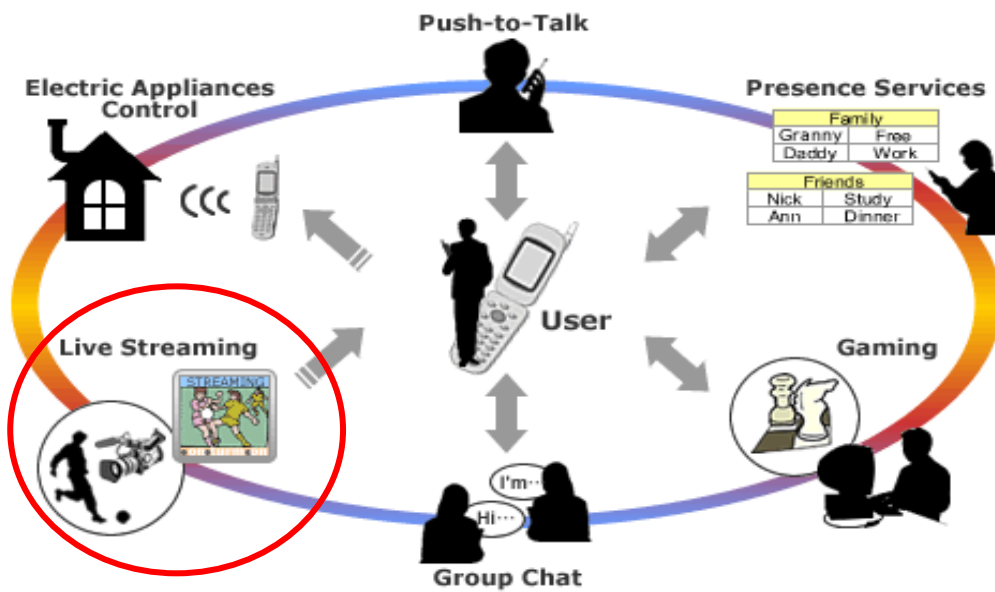 Push-to-Talk
Electric Appliances
Control
Presence Services
Family
Granny Free
Daddy Work
Friends
Nick Study
Ann Dinner
User
Live Streaming
STREAMING
Gaming
I'm...
Hi...
Group Chat